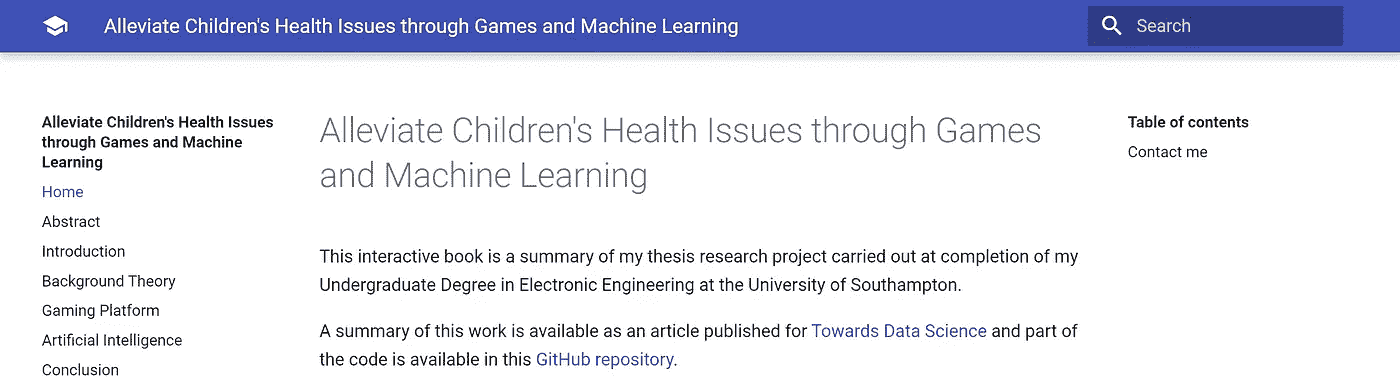 Alleviate Children's Health Issues through Games and Machine Learning
Search
Alleviate Children's Health Issues
through Games and Machine
Learning
Home
Abstract
Introduction
Background Theory
Gaming Platform
Artificial Intelligence
Conclusion
Alleviate Children's Health Issues through Games
and Machine Learning
This interactive book is a summary of my thesis research project carried out at completion of my
Undergraduate Degree in Electronic Engineering at the University of Southampton.
A summary of this work is available as an article published for Towards Data Science and part of
the code is available in this GitHub repository.
Table of contents
Contact me